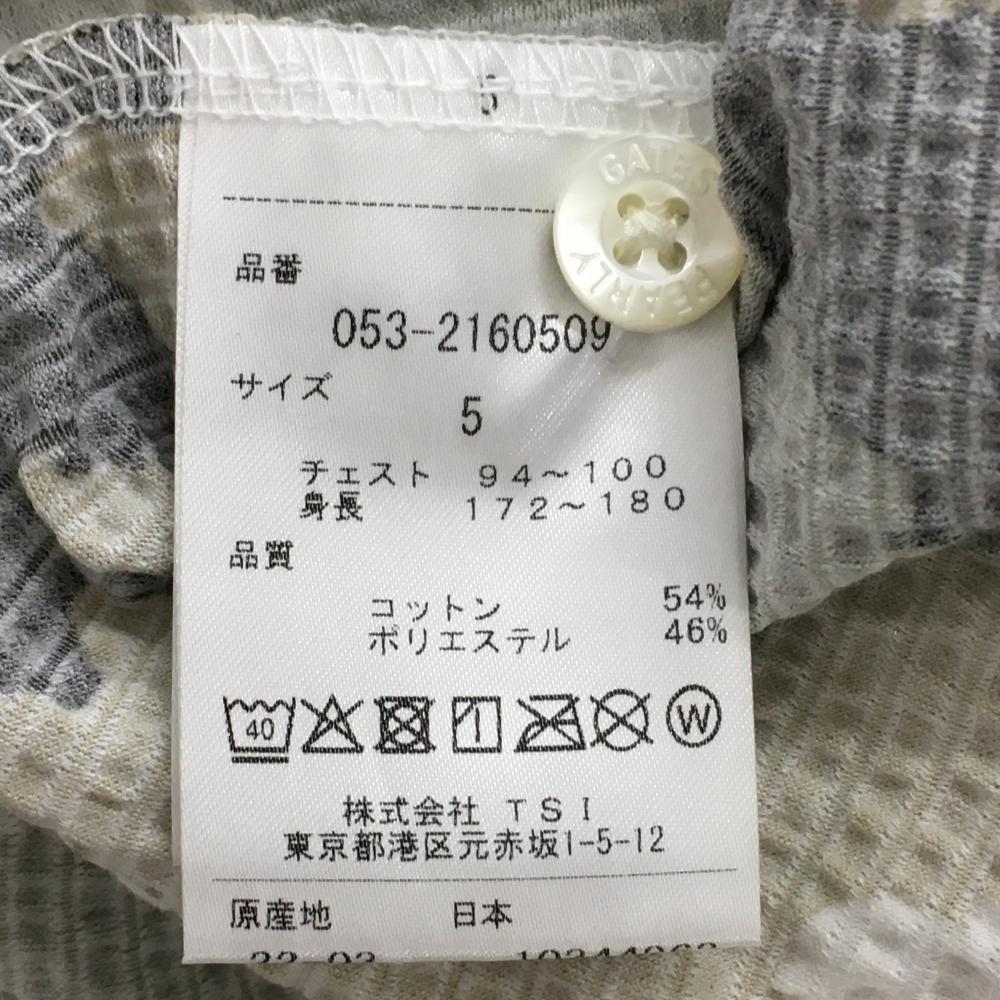 5
GATES
PEARLY
品番
053-2160509
サイズ
5
チェスト 94～100
身長 172～180
品質
コットン 54%
ポリエステル 46%
40
W
株式会社 TSI
東京都港区元赤坂1-5-12
原産地 日本